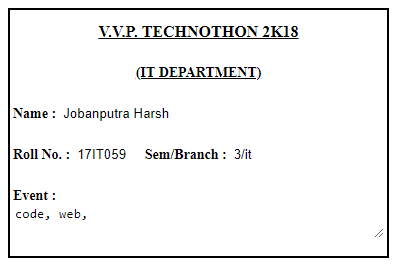 V.V.P. TECHNOTHON 2K18
(IT DEPARTMENT)
Name : Jobanputra Harsh
Roll No. : 17IT059 Sem/Branch : 3/it
Event :
code, web,